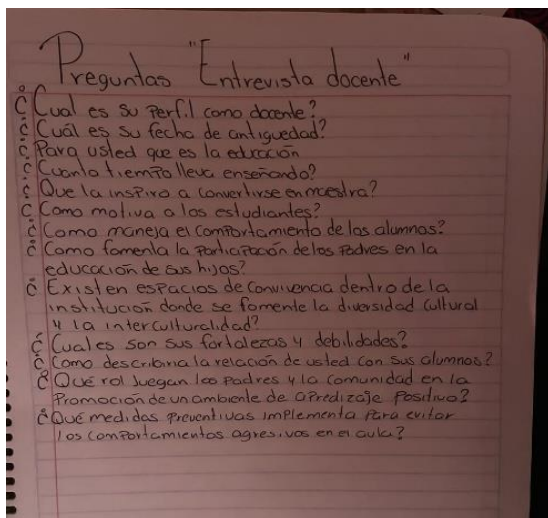 Preguntas "Entrevista docente"
¿Cual es su Perfil como docente?
¿Cuál es su fecha de antiguedad?
¿Para usted que es la educación
¿Cuanto tiempo lleva enseñando?
¿Que la inspiro a convertirse en maestra?
¿Como motiva a los estudiantes?
¿Como maneja el comportamiento de los alumnos?
¿Como fomenta la Participación de los Padres en la
educación de sus hijos?
¿Existen espacios de convivencia dentro de la
institución donde se fomente la diversidad cultural
y la interculturalidad?
¿Cuales son sus fortalezas y debilidades?
¿Como describiria la relación de usted con sus alumnos?
¿Qué rol juegan los padres y la comunidad en la
Promoción de un ambiente de apredizaje Positivo?
¿Qué medidas Preventivas implementa Para evitar
los comportamientos agresivos en el aula?